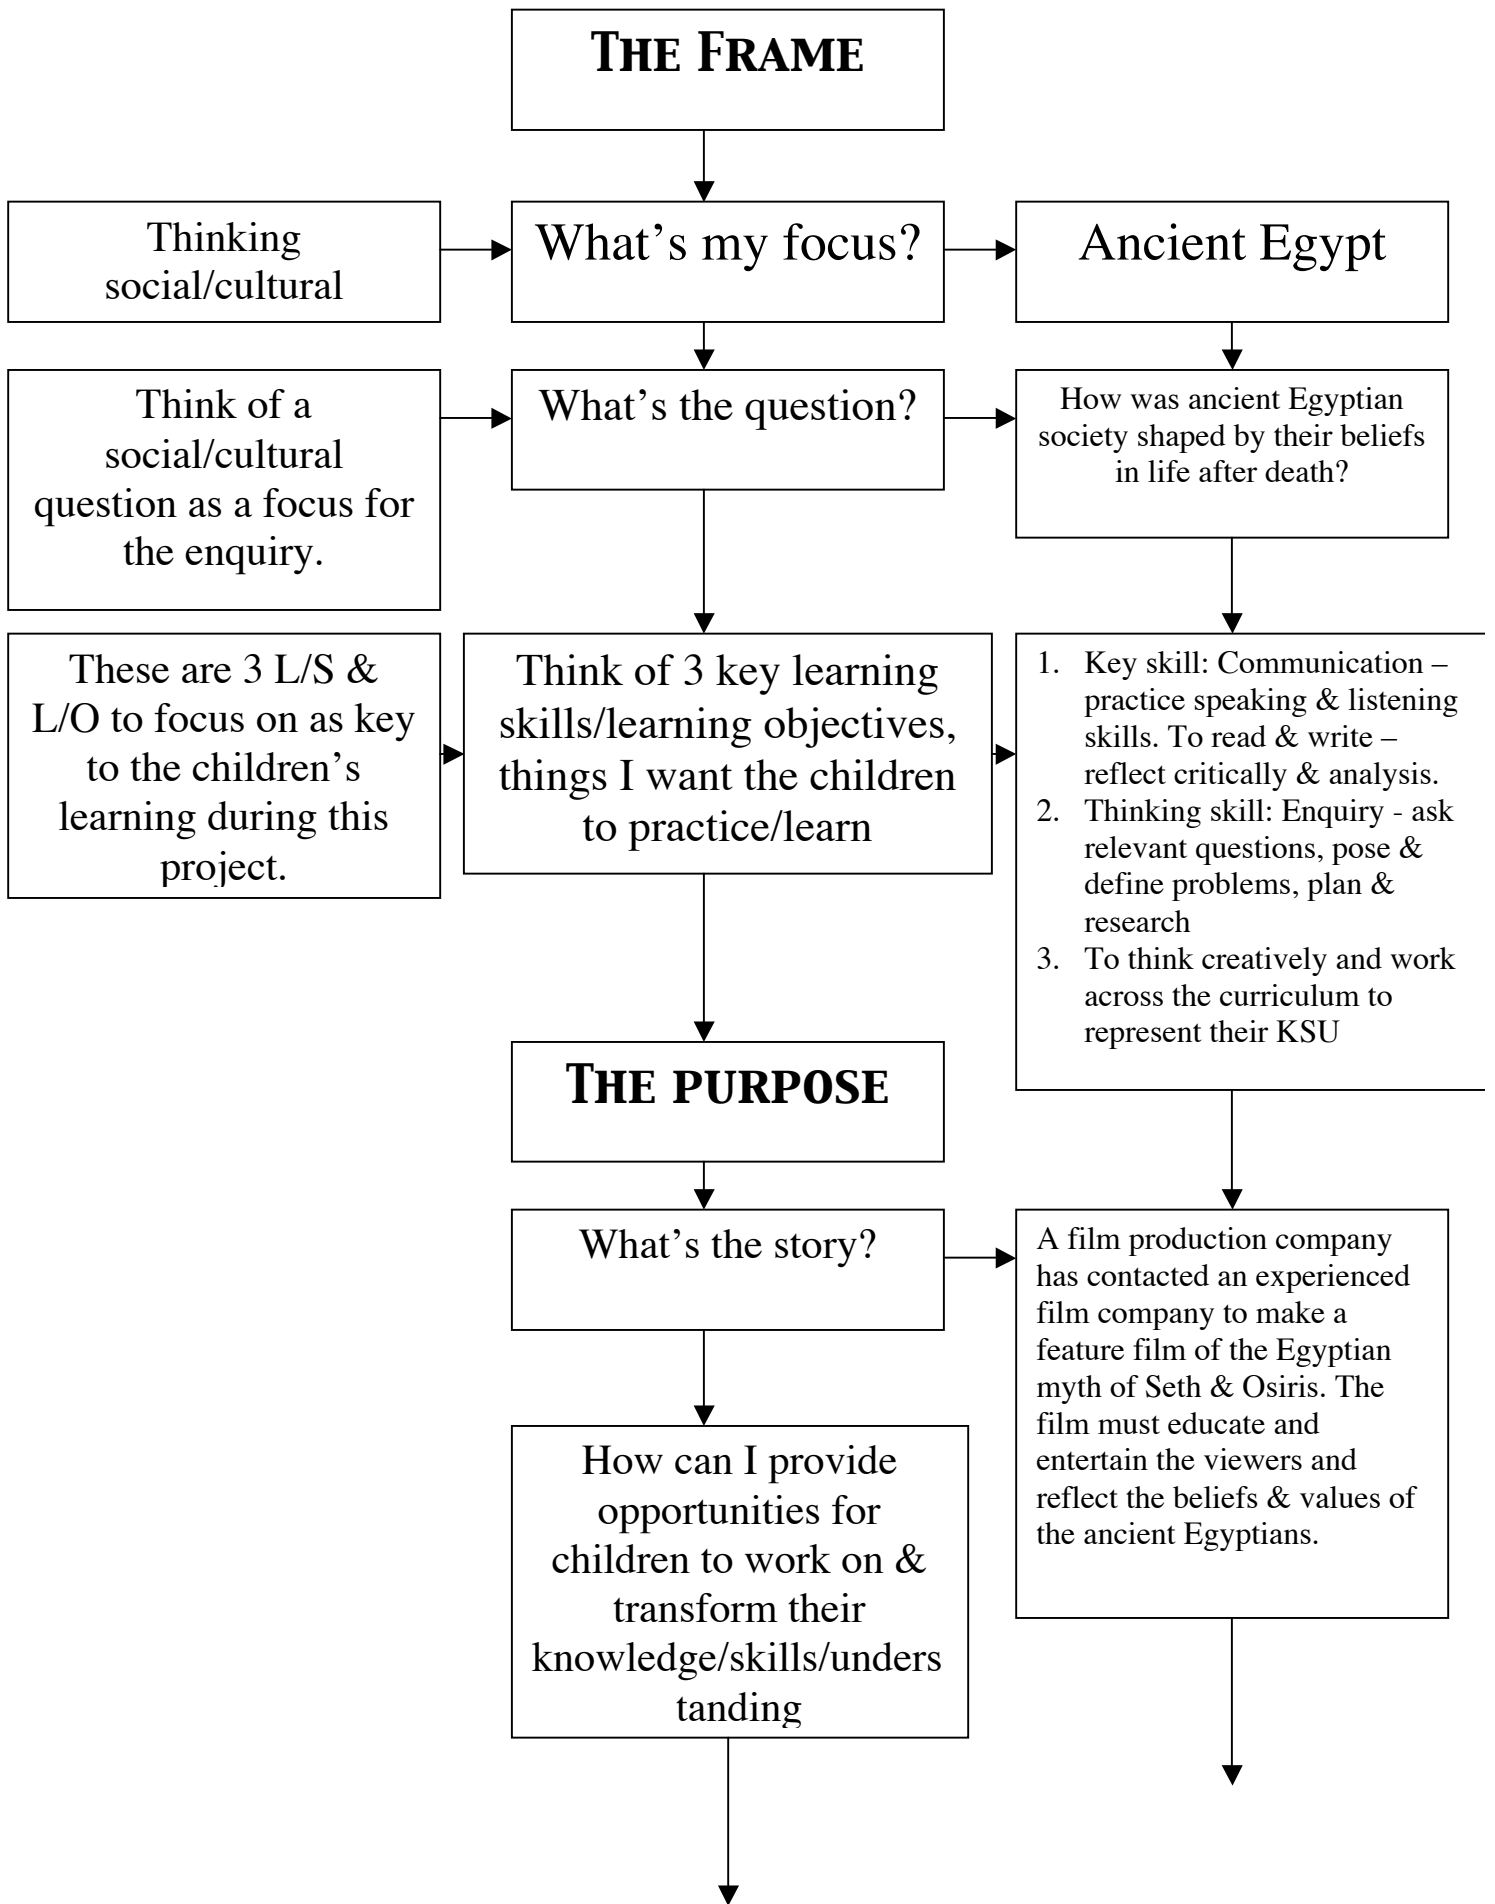 THE FRAME
Thinking
social/cultural
What's my focus?
Ancient Egypt
Think of a
social/cultural
question as a focus for
the enquiry.
What's the question?
How was ancient Egyptian
society shaped by their beliefs
in life after death?
These are 3 L/S &
L/O to focus on as key
to the children's
learning during this
project.
Think of 3 key learning
skills/learning objectives,
things I want the children
to practice/learn
1. Key skill: Communication –
practice speaking & listening
skills. To read & write –
reflect critically & analysis.
2. Thinking skill: Enquiry - ask
relevant questions, pose &
define problems, plan &
research
3. To think creatively and work
across the curriculum to
represent their KSU
THE PURPOSE
What's the story?
A film production company
has contacted an experienced
film company to make a
feature film of the Egyptian
myth of Seth & Osiris. The
film must educate and
entertain the viewers and
reflect the beliefs & values of
the ancient Egyptians.
How can I provide
opportunities for
children to work on &
transform their
knowledge/skills/unders
tanding